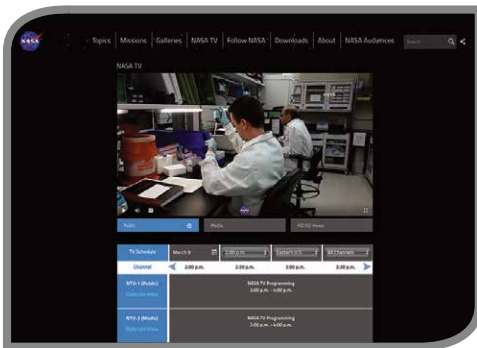 NASA
Topics Missions Galleries NASA TV Follow NASA Downloads About NASA Audiences Search
NASA TV
Public Media HDEV Views
TV Schedule March 9 2:00 p.m. Eastern All Channels
Channel 2:00 p.m. 2:30 p.m. 3:00 p.m. 3:30 p.m.
NTV-1 (Public) NASA TV Programming
Daily List View 2:00 p.m. - 4:00 p.m.
NTV-3 (Media) NASA TV Programming
Daily List View 2:00 p.m. - 4:00 p.m.